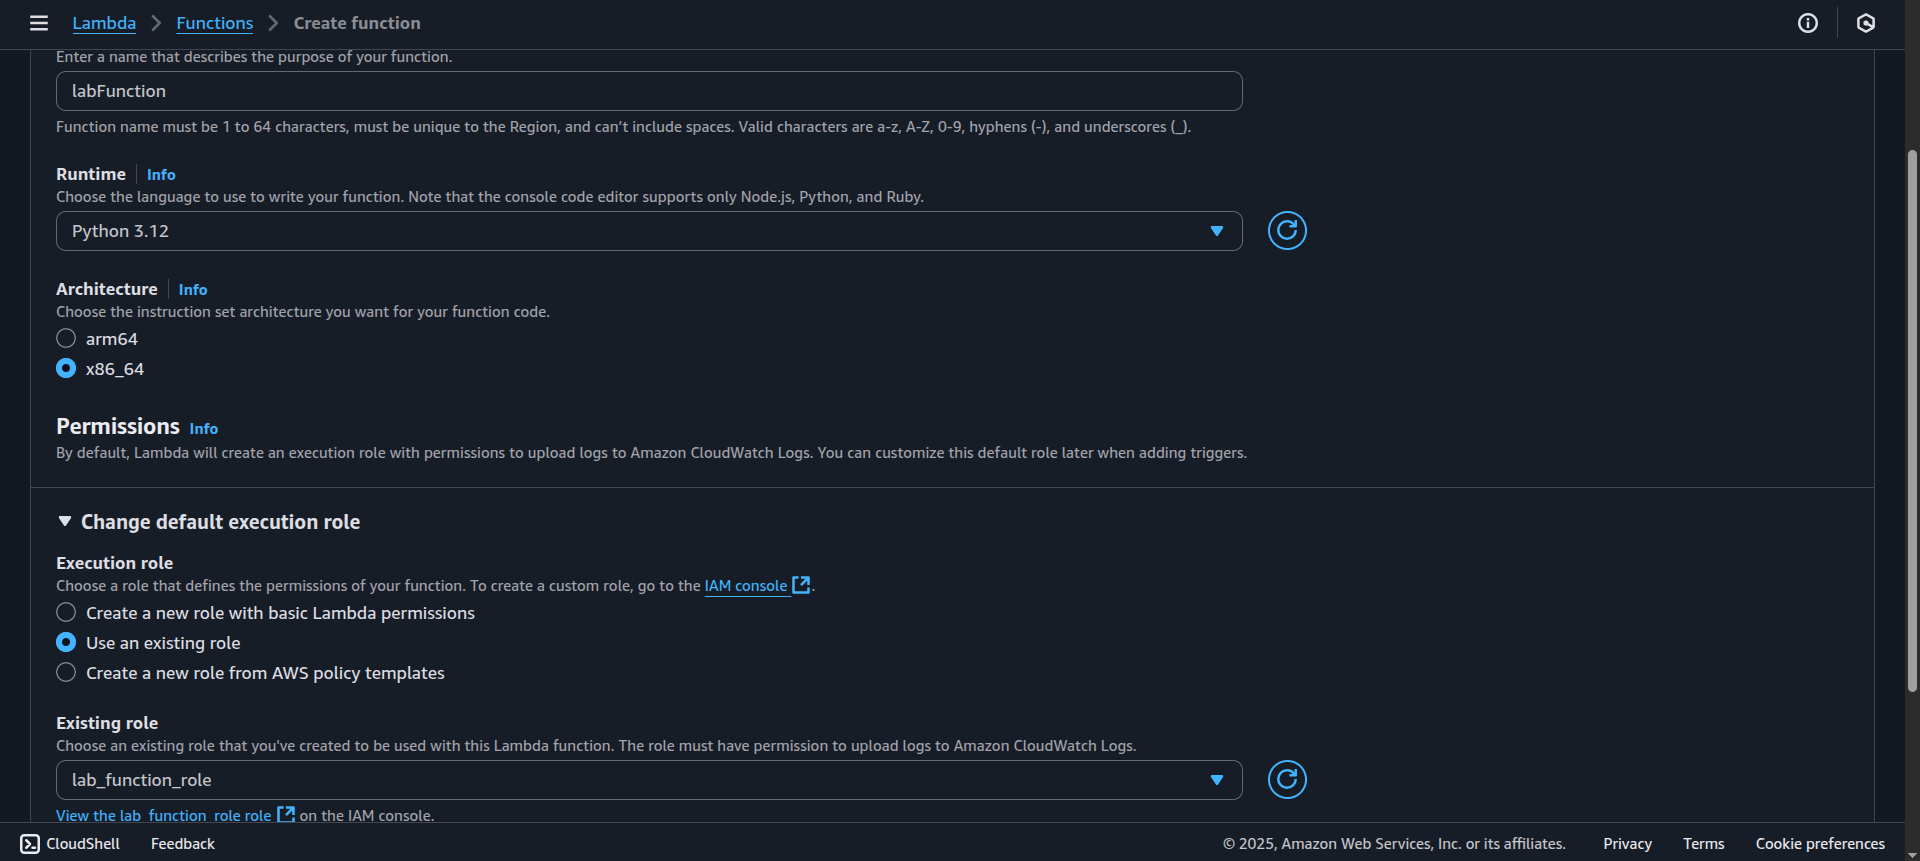 Lambda > Functions > Create function
Enter a name that describes the purpose of your function.
labFunction
Function name must be 1 to 64 characters, must be unique to the Region, and can't include spaces. Valid characters are a-z, A-Z, 0-9, hyphens (-), and underscores (_).
Runtime Info
Choose the language to use to write your function. Note that the console code editor supports only Node.js, Python, and Ruby.
Python 3.12
Architecture Info
Choose the instruction set architecture you want for your function code.
arm64
x86_64
Permissions Info
By default, Lambda will create an execution role with permissions to upload logs to Amazon CloudWatch Logs. You can customize this default role later when adding triggers.
Change default execution role
Execution role
Choose a role that defines the permissions of your function. To create a custom role, go to the IAM console.
Create a new role with basic Lambda permissions
Use an existing role
Create a new role from AWS policy templates
Existing role
Choose an existing role that you've created to be used with this Lambda function. The role must have permission to upload logs to Amazon CloudWatch Logs.
lab_function_role
View the lab_function_role role on the IAM console.
CloudShell Feedback © 2025, Amazon Web Services, Inc. or its affiliates. Privacy Terms Cookie preferences